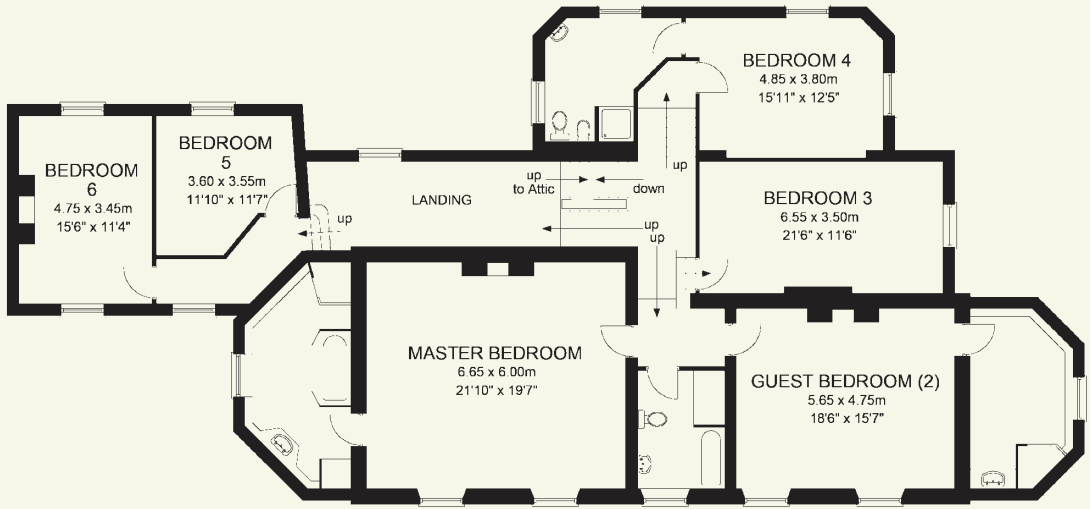 BEDROOM 4
4.85 x 3.80m
15'11" x 12'5"
BEDROOM
5
3.60 x 3.55m
11'10" x 11'7"
BEDROOM
6
4.75 x 3.45m
15'6" x 11'4"
up
up
to Attic
down
up
LANDING
BEDROOM 3
6.55 x 3.50m
21'6" x 11'6"
up
up
MASTER BEDROOM
6.65 x 6.00m
21'10" x 19'7"
GUEST BEDROOM (2)
5.65 x 4.75m
18'6" x 15'7"